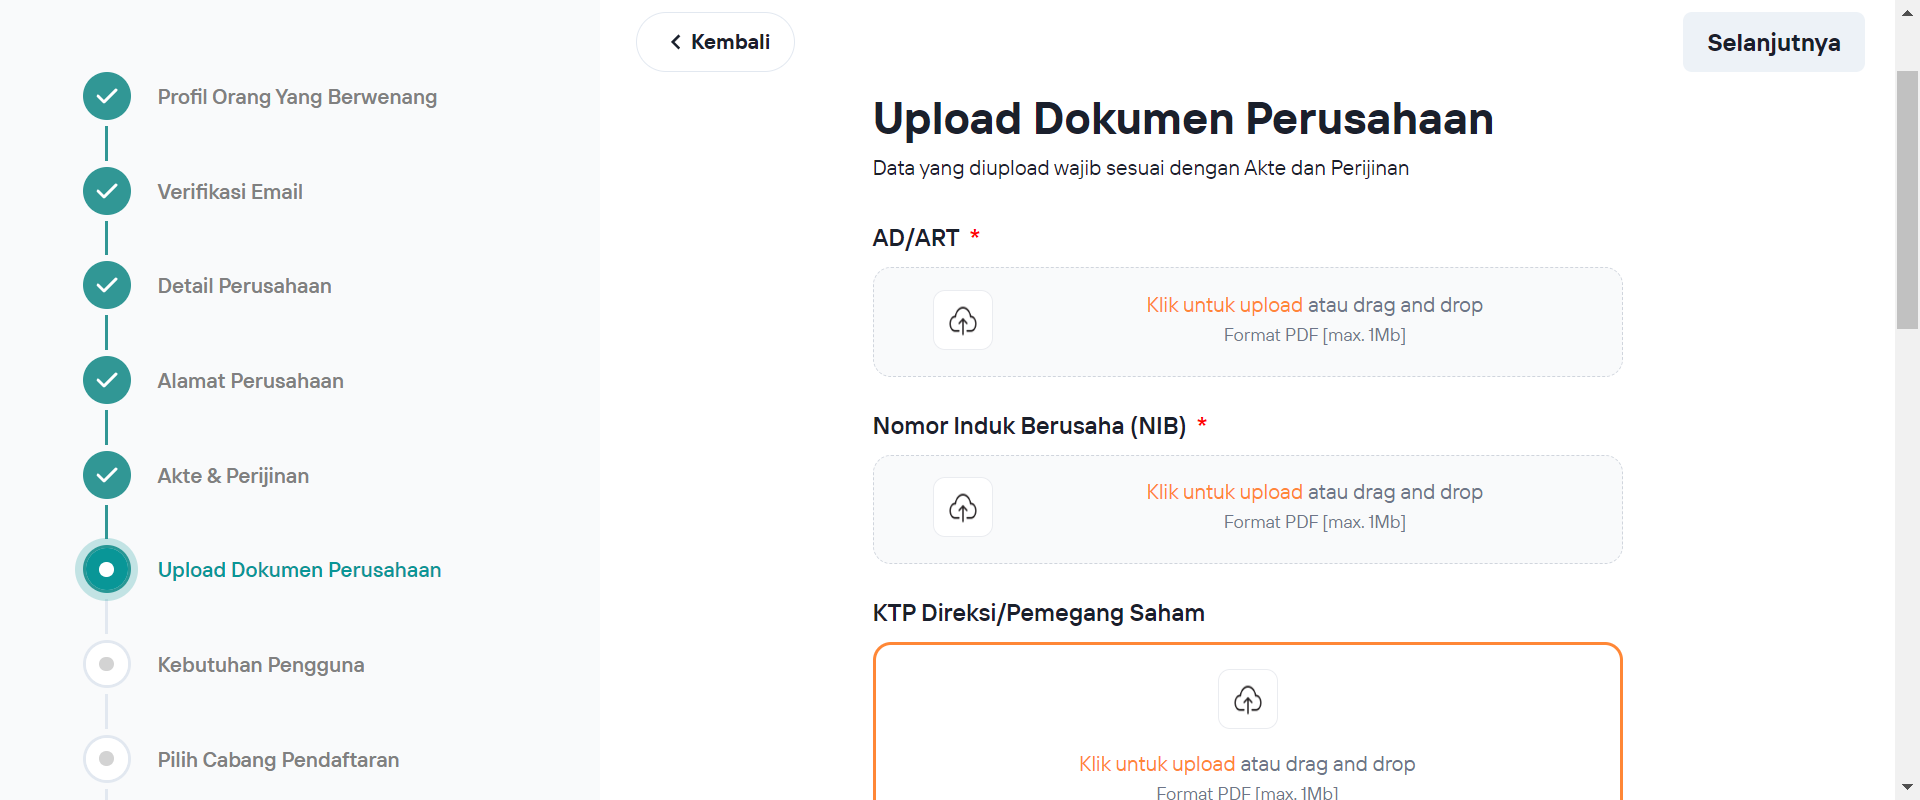 Profil Orang Yang Berwenang
Verifikasi Email
Detail Perusahaan
Alamat Perusahaan
Akte & Perijinan
Upload Dokumen Perusahaan
Kebutuhan Pengguna
Pilih Cabang Pendaftaran
Kembali
Selanjutnya
Upload Dokumen Perusahaan
Data yang diupload wajib sesuai dengan Akte dan Perijinan
AD/ART *
Klik untuk upload atau drag and drop
Format PDF [max. 1Mb]
Nomor Induk Berusaha (NIB) *
Klik untuk upload atau drag and drop
Format PDF [max. 1Mb]
KTP Direksi/Pemegang Saham
Klik untuk upload atau drag and drop
Format PDF [max. 1Mb]